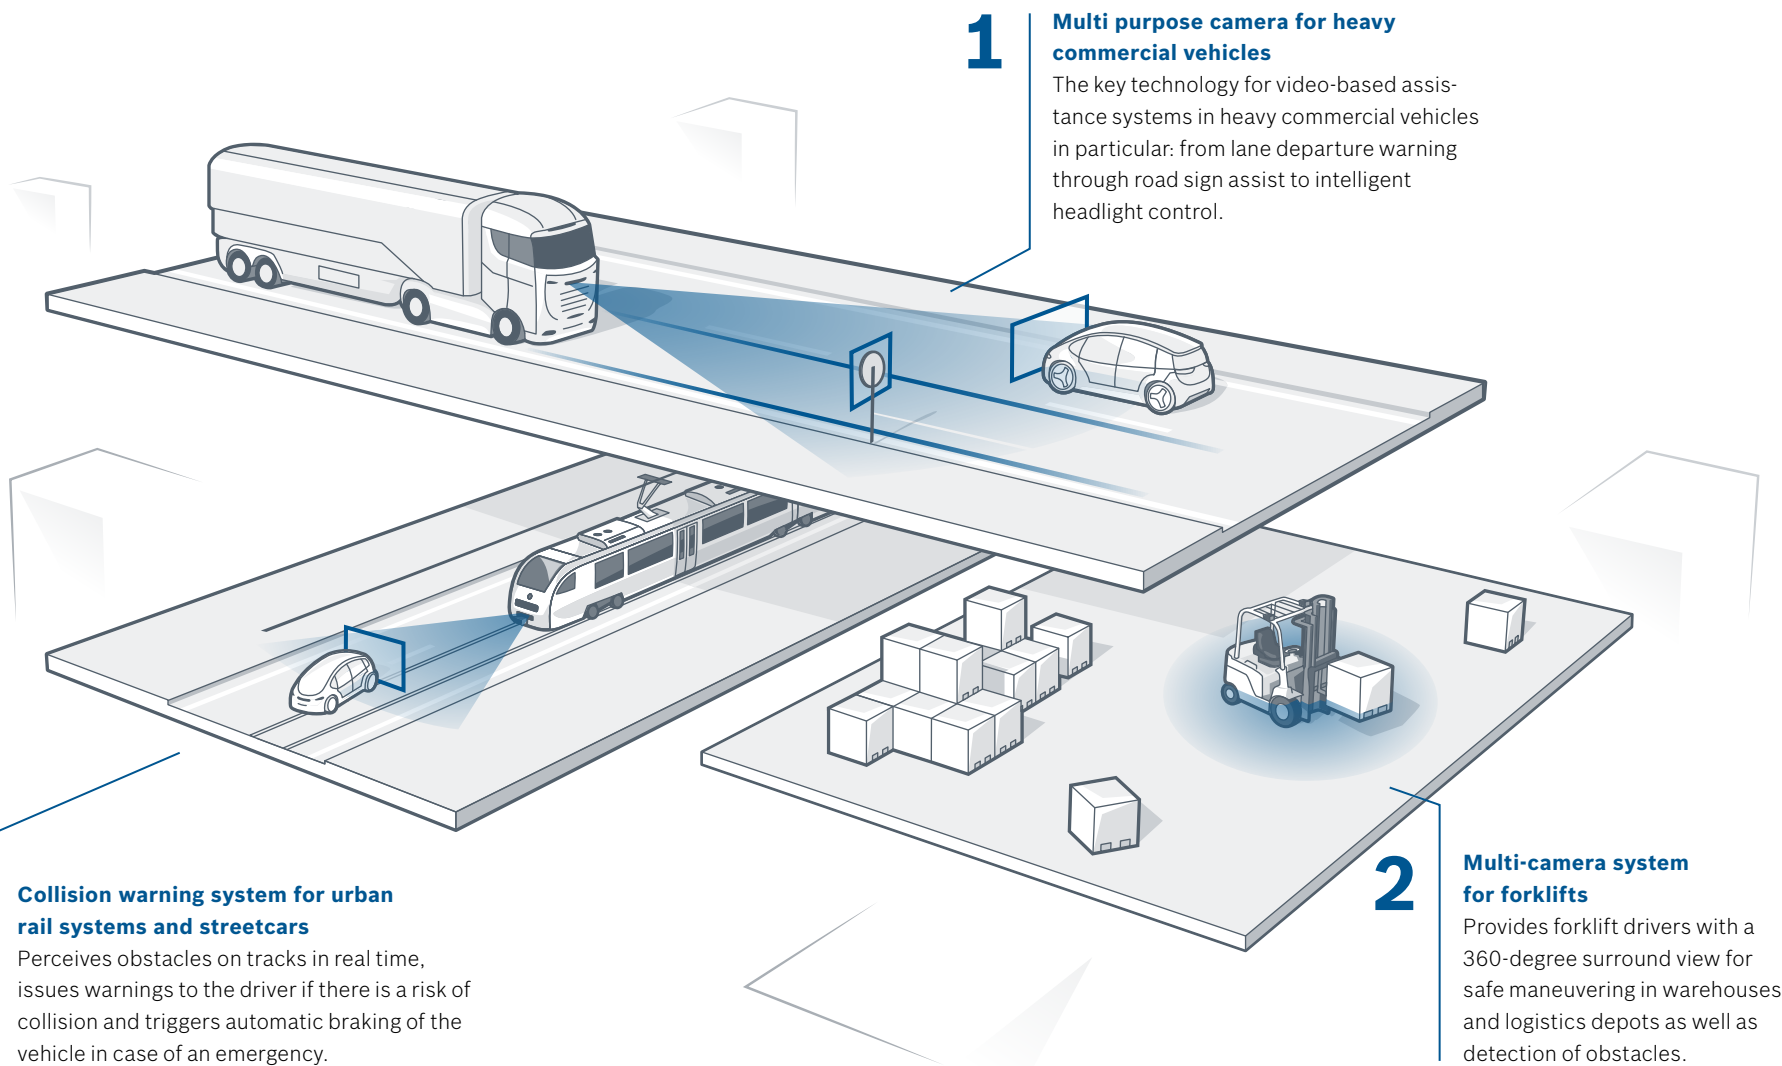 1
Multi purpose camera for heavy
commercial vehicles
The key technology for video-based assis-
tance systems in heavy commercial vehicles
in particular: from lane departure warning
through road sign assist to intelligent
headlight control.
Collision warning system for urban
rail systems and streetcars
Perceives obstacles on tracks in real time,
issues warnings to the driver if there is a risk of
collision and triggers automatic braking of the
vehicle in case of an emergency.
2
Multi-camera system
for forklifts
Provides forklift drivers with a
360-degree surround view for
safe maneuvering in warehouses
and logistics depots as well as
detection of obstacles.